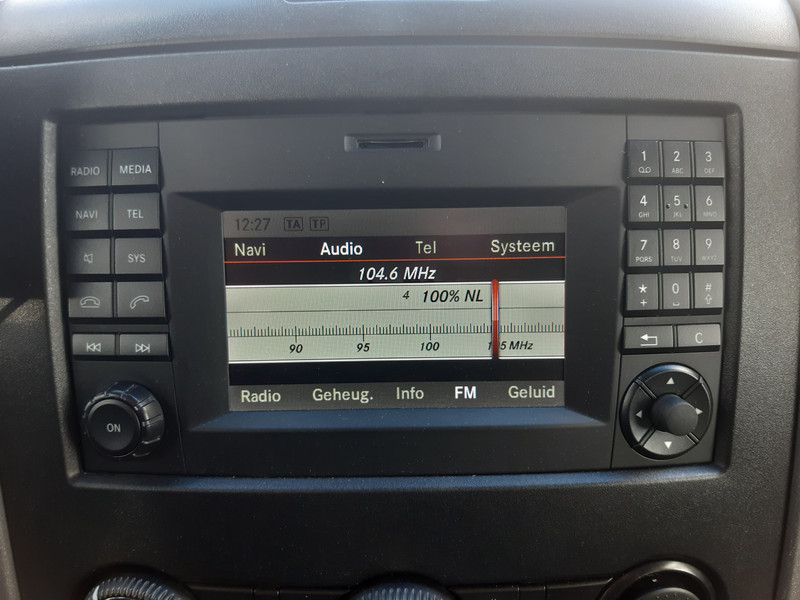 RADIO MEDIA
NAVI TEL
SYS
12:27 TA TP
Navi Audio Tel Systeem
104.6 MHz
4 100% NL
90 95 100 MHz
Radio Geheug. Info FM Geluid
ON
1 2 ABC 3 DEF
4 GHI 5 JKL 6 MNO
7 PQRS 8 TUV 9
* + 0 #
C